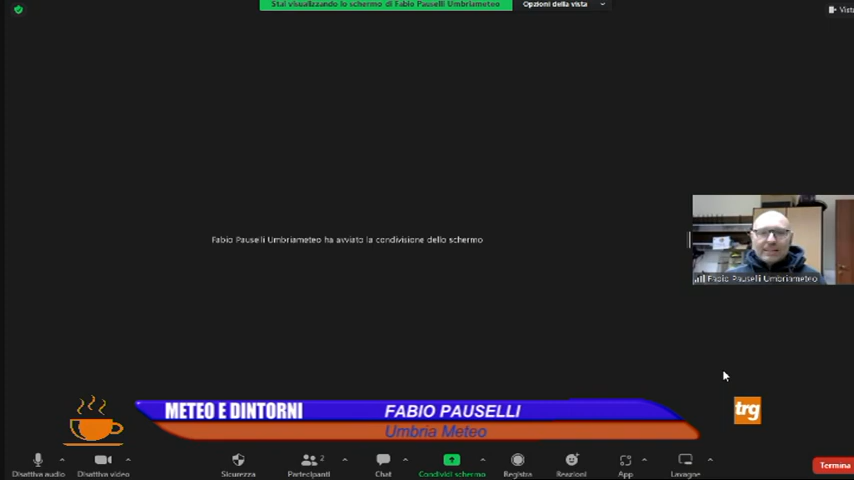 Stai visualizzando lo schermo di Fabio Pauselli Umbriameteo
Opzioni della vista
Vista
Fabio Pauselli Umbriameteo ha avviato la condivisione dello schermo
Fabio Pauselli Umbriameteo
METEO E DINTORNI
FABIO PAUSELLI
Umbria Meteo
trg
Disattiva audio
Disattiva video
Sicurezza
Partecipanti
2
Chat
Condividi schermo
Registra
Reazioni
App
Lavagne
Termina